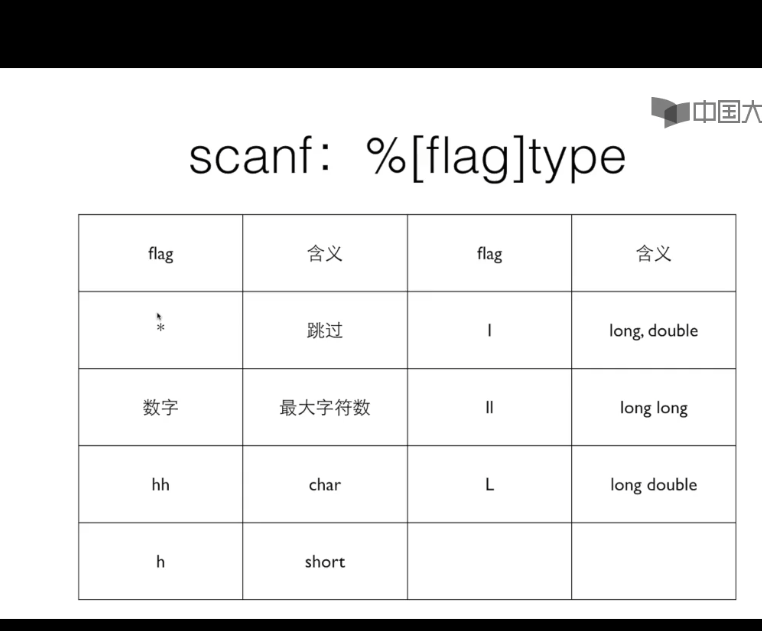 中国大
scanf：%[flag]type
flag 含义 flag 含义
* 跳过 l long, double
数字 最大字符数 ll long long
hh char L long double
h short